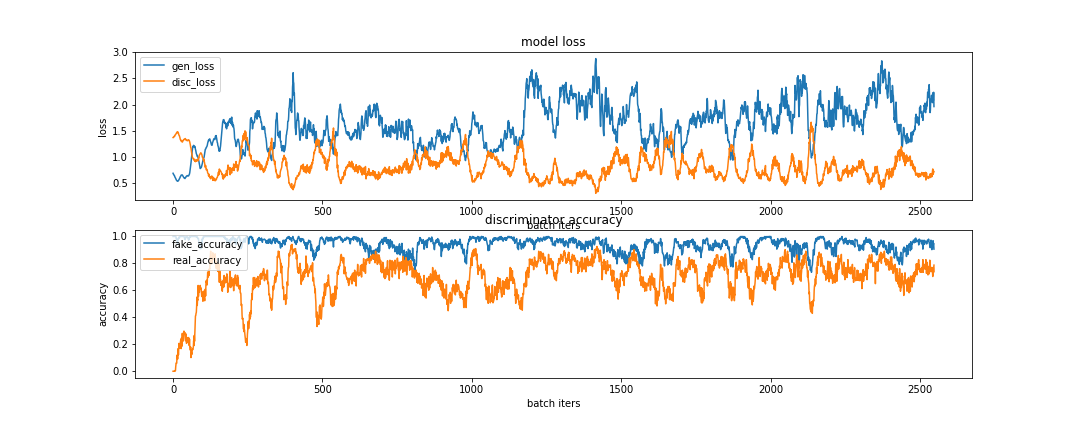 model loss
3.0
2.5
2.0
1.5
1.0
0.5
loss
gen_loss
disc_loss
0 500 1000 1500 2000 2500
batch iters
discriminator accuracy
1.0
0.8
0.6
0.4
0.2
0.0
accuracy
fake_accuracy
real_accuracy
0 500 1000 1500 2000 2500
batch iters